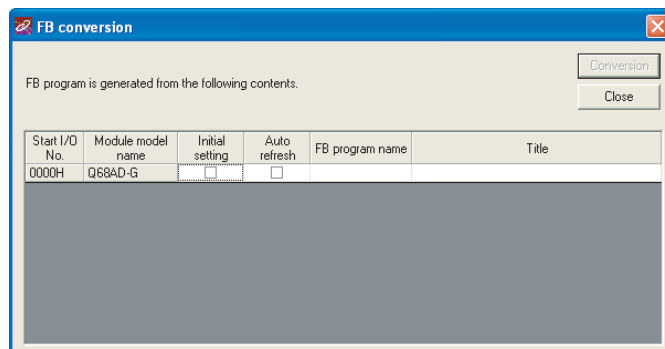 FB conversion
Conversion
FB program is generated from the following contents.
Close
Start I/O No. Module model name Initial setting Auto refresh FB program name Title
0000H Q68AD-G